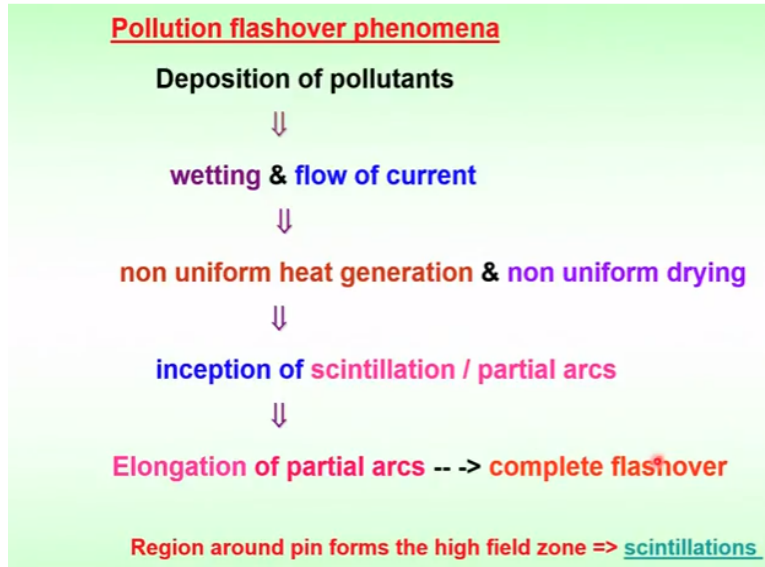 Pollution flashover phenomena
Deposition of pollutants
⇓
wetting & flow of current
⇓
non uniform heat generation & non uniform drying
⇓
inception of scintillation / partial arcs
⇓
Elongation of partial arcs -- -> complete flashover
Region around pin forms the high field zone => scintillations